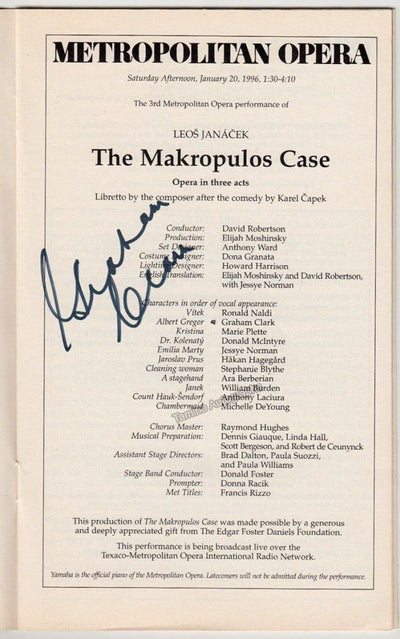 METROPOLITAN OPERA
Saturday Afternoon, January 20, 1996, 1:30-4:10
The 3rd Metropolitan Opera performance of
LEOŠ JANÁČEK
The Makropulos Case
Opera in three acts
Libretto by the composer after the comedy by Karel Čapek
Conductor: David Robertson
Production: Elijah Moshinsky
Set Designer: Anthony Ward
Costume Designer: Dona Granata
Lighting Designer: Howard Harrison
English Translation: Elijah Moshinsky and David Robertson,
with Jessye Norman
Graham
Clark
Characters in order of vocal appearance:
Vítek Ronald Naldi
Albert Gregor Graham Clark
Kristina Marie Plette
Dr. Kolenatý Donald McIntyre
Emilia Marty Jessye Norman
Jaroslav Prus Håkan Hagegård
Cleaning woman Stephanie Blythe
A stagehand Ara Berberian
Janek William Burden
Count Hauk-Šendorf Anthony Laciura
Chambermaid Michelle DeYoung
Chorus Master: Raymond Hughes
Musical Preparation: Dennis Giauque, Linda Hall,
Scott Bergeson, and Robert de Ceunynck
Assistant Stage Directors: Brad Dalton, Paula Suozzi,
and Paula Williams
Stage Band Conductor: Donald Foster
Prompter: Donna Racik
Met Titles: Francis Rizzo
This production of The Makropulos Case was made possible by a generous
and deeply appreciated gift from The Edgar Foster Daniels Foundation.
This performance is being broadcast live over the
Texaco-Metropolitan Opera International Radio Network.
Yamaha is the official piano of the Metropolitan Opera. Latecomers will not be admitted during the performance.